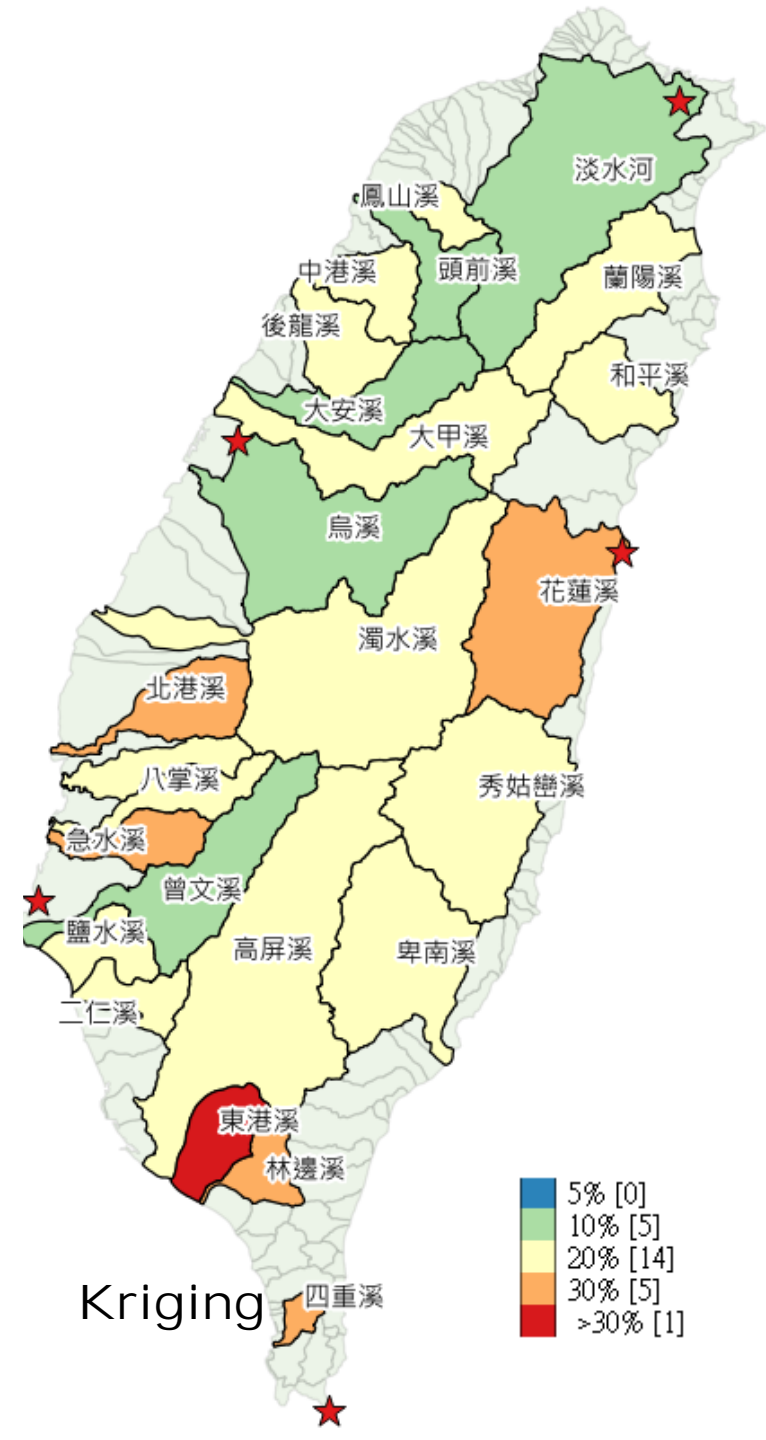 淡水河
鳳山溪
中港溪
頭前溪
蘭陽溪
後龍溪
和平溪
大安溪
大甲溪
烏溪
花蓮溪
濁水溪
北港溪
八掌溪
秀姑巒溪
急水溪
曾文溪
鹽水溪
高屏溪
卑南溪
二仁溪
東港溪
林邊溪
四重溪
Kriging
5% [0]
10% [5]
20% [14]
30% [5]
>30% [1]